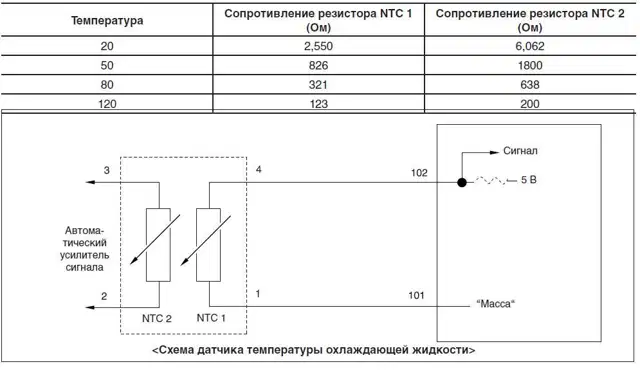 Температура Сопротивление резистора NTC 1 (Ом) Сопротивление резистора NTC 2 (Ом)
20 2,550 6,062
50 826 1800
80 321 638
120 123 200
Сигнал
3 4 102
5 В
Автома-
тический
усилитель
сигнала
2 1 101 "Масса"
NTC 2 NTC 1
<Схема датчика температуры охлаждающей жидкости>